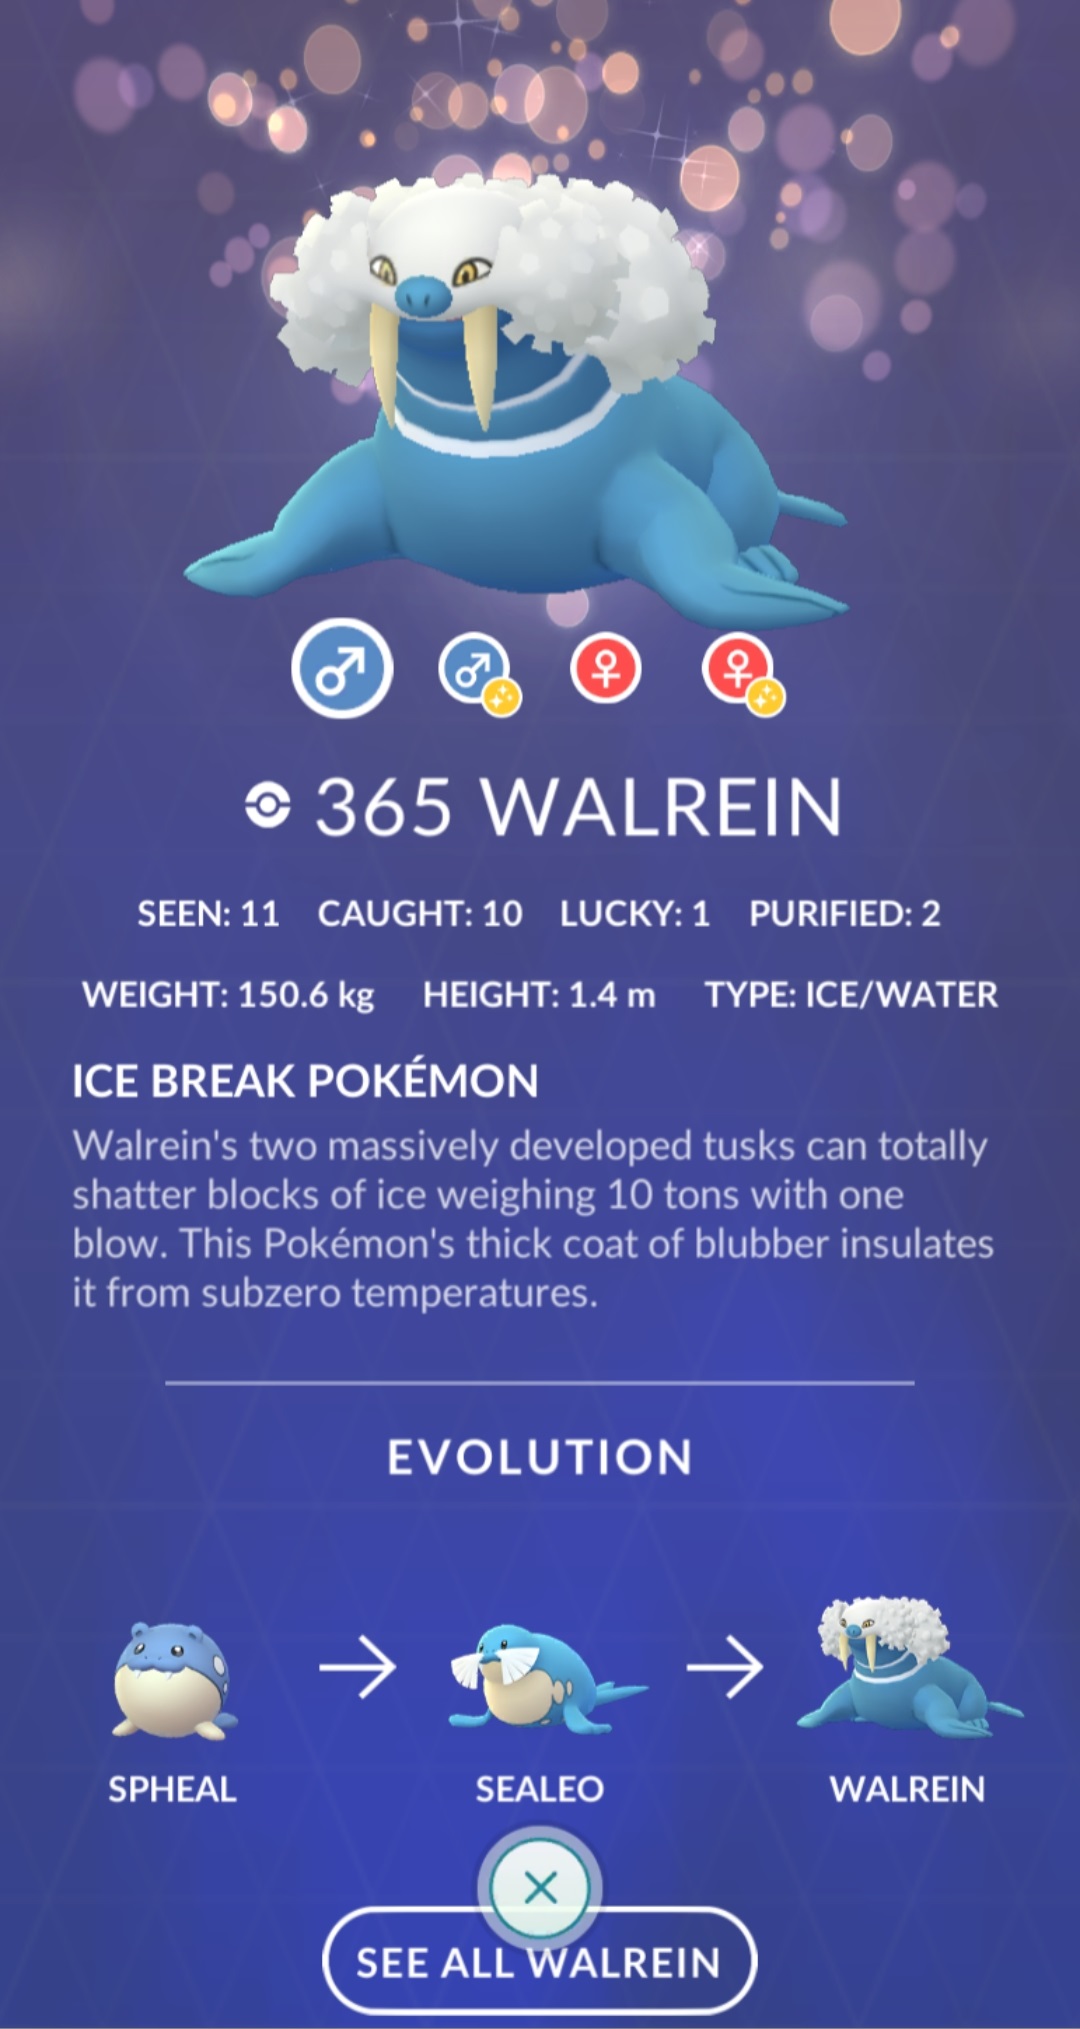 365 WALREIN
SEEN: 11 CAUGHT: 10 LUCKY: 1 PURIFIED: 2
WEIGHT: 150.6 kg HEIGHT: 1.4 m TYPE: ICE/WATER
ICE BREAK POKÉMON
Walrein's two massively developed tusks can totally
shatter blocks of ice weighing 10 tons with one
blow. This Pokémon's thick coat of blubber insulates
it from subzero temperatures.
EVOLUTION
SPHEAL SEALEO WALREIN
SEE ALL WALREIN